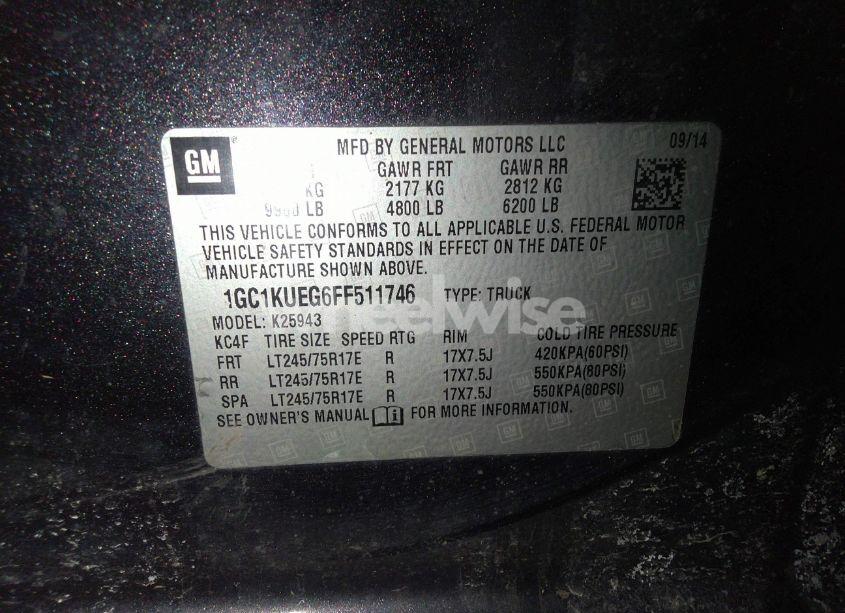 GM
MFD BY GENERAL MOTORS LLC 09/14
GAWR FRT GAWR RR
KG 2177 KG 2812 KG
LB 4800 LB 6200 LB
THIS VEHICLE CONFORMS TO ALL APPLICABLE U.S. FEDERAL MOTOR
VEHICLE SAFETY STANDARDS IN EFFECT ON THE DATE OF
MANUFACTURE SHOWN ABOVE.
1GC1KUEG6FF511746 TYPE: TRUCK
MODEL: K25943
KC4F TIRE SIZE SPEED RTG RIM COLD TIRE PRESSURE
FRT LT245/75R17E R 17X7.5J 420KPA(60PSI)
RR LT245/75R17E R 17X7.5J 550KPA(80PSI)
SPA LT245/75R17E R 17X7.5J 550KPA(80PSI)
SEE OWNER'S MANUAL FOR MORE INFORMATION.